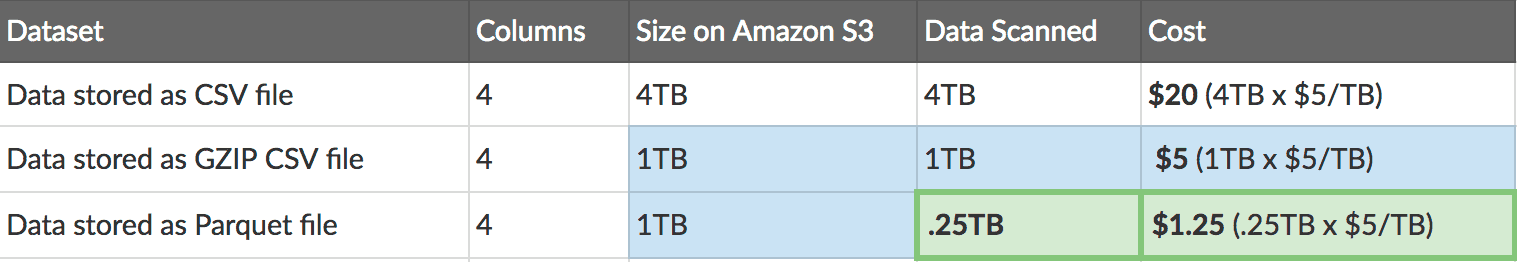 Dataset Columns Size on Amazon S3 Data Scanned Cost
Data stored as CSV file 4 4TB 4TB $20 (4TB x $5/TB)
Data stored as GZIP CSV file 4 1TB 1TB $5 (1TB x $5/TB)
Data stored as Parquet file 4 1TB .25TB $1.25 (.25TB x $5/TB)